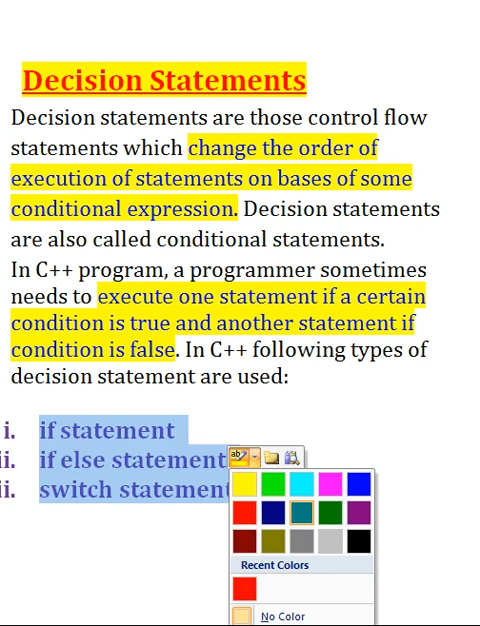 Decision Statements
Decision statements are those control flow
statements which change the order of
execution of statements on bases of some
conditional expression. Decision statements
are also called conditional statements.
In C++ program, a programmer sometimes
needs to execute one statement if a certain
condition is true and another statement if
condition is false. In C++ following types of
decision statement are used:
i. if statement
ii. if else statement
ii. switch statement
Recent Colors
No Color